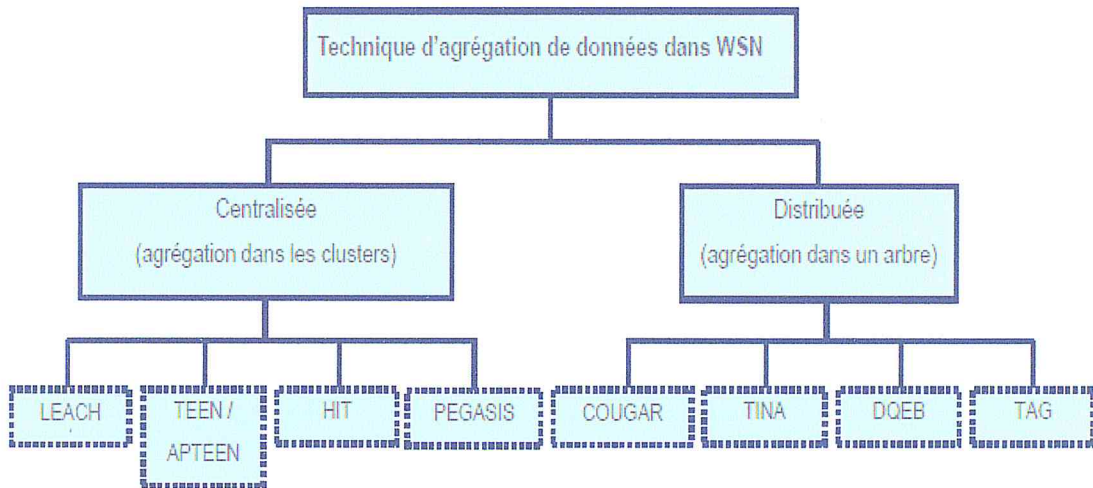 Technique d'agrégation de données dans WSN
Centralisée
(agrégation dans les clusters)
Distribuée
(agrégation dans un arbre)
LEACH
TEEN /
APTEEN
HIT
PEGASIS
COUGAR
TINA
DQEB
TAG